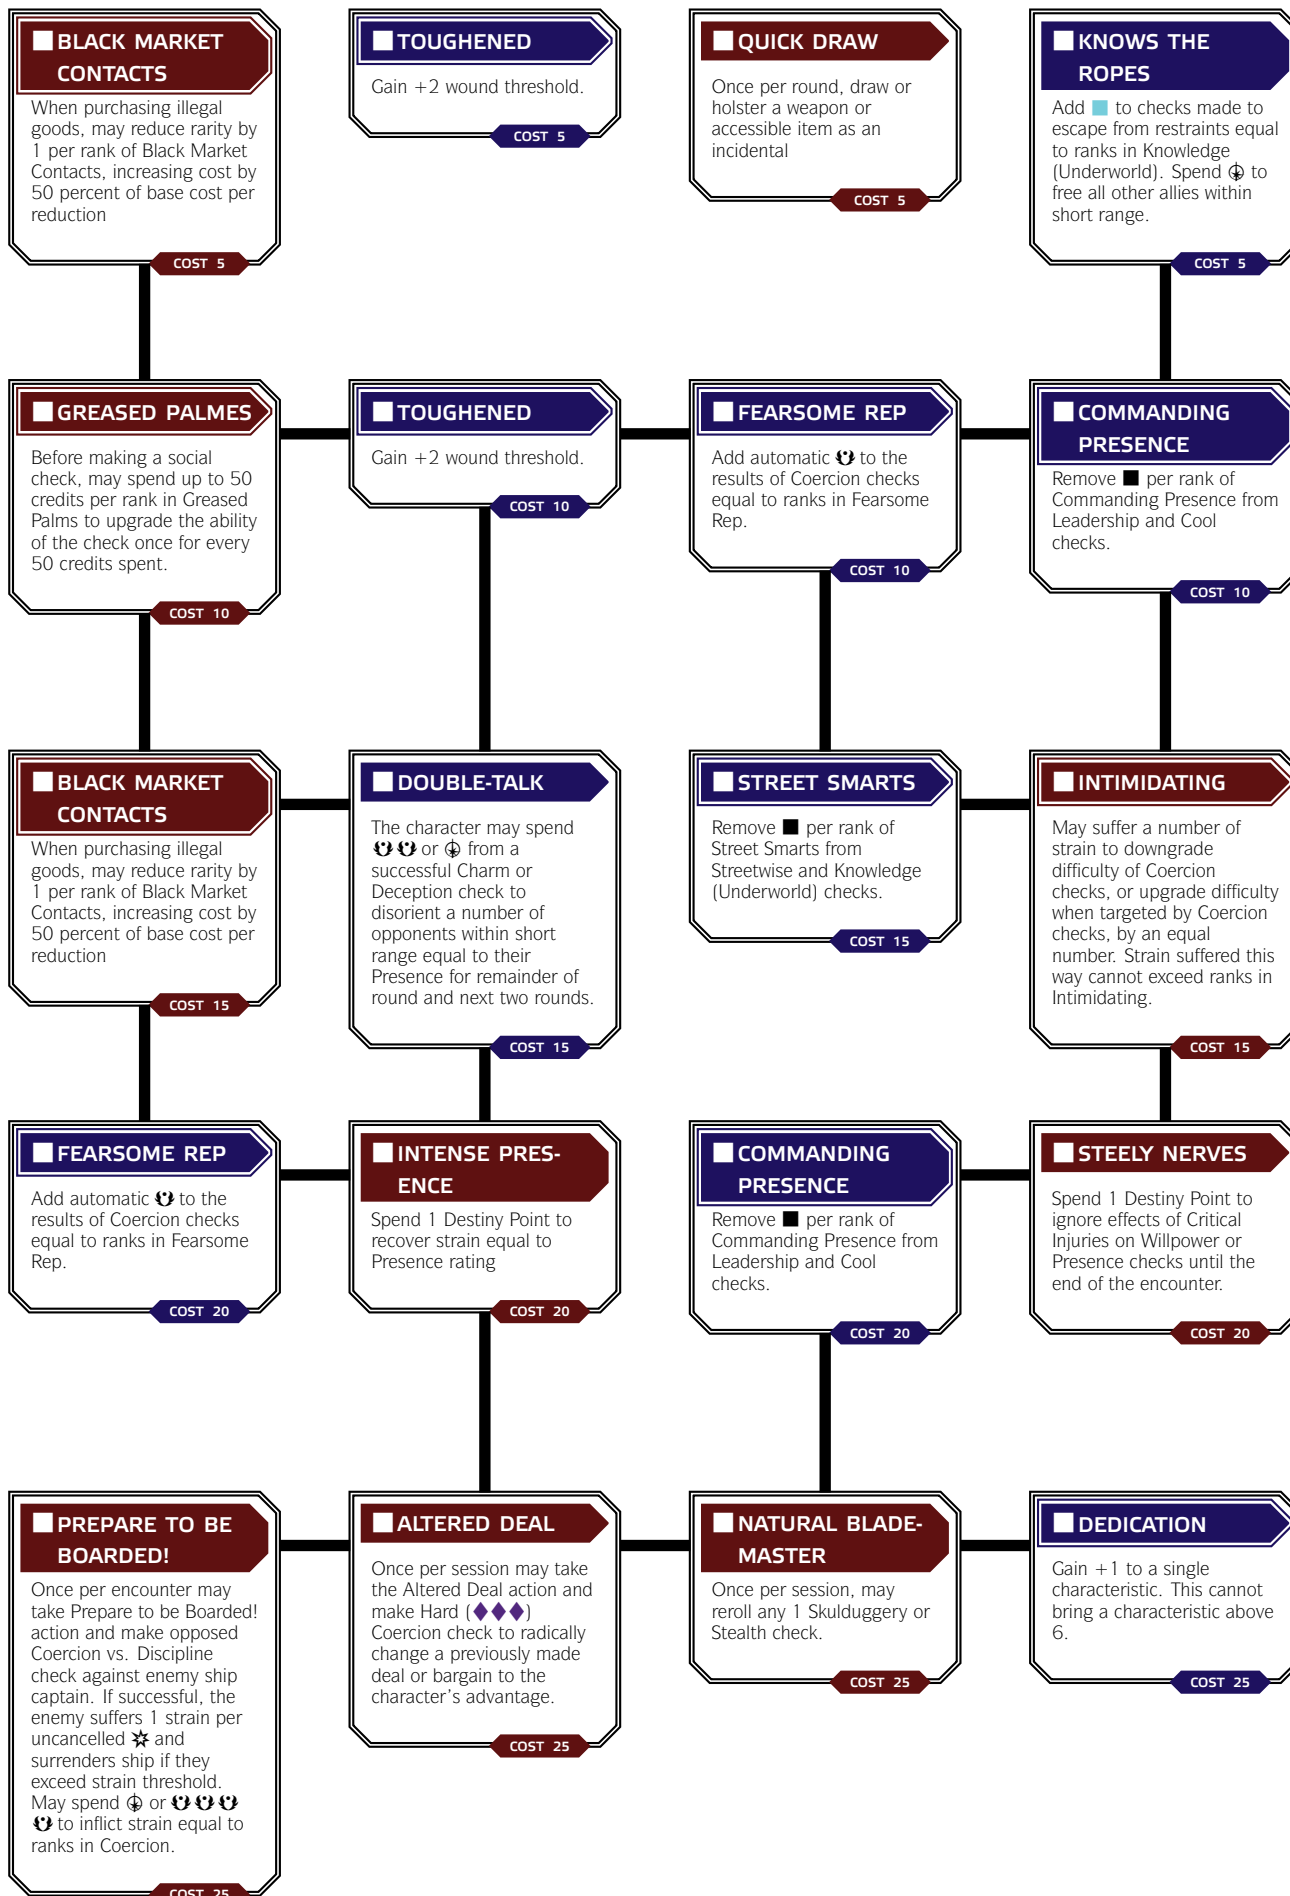 BLACK MARKET
CONTACTS
When purchasing illegal
goods, may reduce rarity by
1 per rank of Black Market
Contacts, increasing cost by
50 percent of base cost per
reduction
COST 5
TOUGHENED
Gain +2 wound threshold.
COST 5
QUICK DRAW
Once per round, draw or
holster a weapon or
accessible item as an
incidental
COST 5
KNOWS THE
ROPES
Add to checks made to
escape from restraints equal
to ranks in Knowledge
(Underworld). Spend to
free all other allies within
short range.
COST 5
GREASED PALMES
Before making a social
check, may spend up to 50
credits per rank in Greased
Palms to upgrade the ability
of the check once for every
50 credits spent.
COST 10
TOUGHENED
Gain +2 wound threshold.
COST 10
FEARSOME REP
Add automatic to the
results of Coercion checks
equal to ranks in Fearsome
Rep.
COST 10
COMMANDING
PRESENCE
Remove per rank of
Commanding Presence from
Leadership and Cool
checks.
COST 10
BLACK MARKET
CONTACTS
When purchasing illegal
goods, may reduce rarity by
1 per rank of Black Market
Contacts, increasing cost by
50 percent of base cost per
reduction
COST 15
DOUBLE-TALK
The character may spend
or from a
successful Charm or
Deception check to
disorient a number of
opponents within short
range equal to their
Presence for remainder of
round and next two rounds.
COST 15
STREET SMARTS
Remove per rank of
Street Smarts from
Streetwise and Knowledge
(Underworld) checks.
COST 15
INTIMIDATING
May suffer a number of
strain to downgrade
difficulty of Coercion
checks, or upgrade difficulty
when targeted by Coercion
checks, by an equal
number. Strain suffered this
way cannot exceed ranks in
Intimidating.
COST 15
FEARSOME REP
Add automatic to the
results of Coercion checks
equal to ranks in Fearsome
Rep.
COST 20
INTENSE PRES-
ENCE
Spend 1 Destiny Point to
recover strain equal to
Presence rating
COST 20
COMMANDING
PRESENCE
Remove per rank of
Commanding Presence from
Leadership and Cool
checks.
COST 20
STEELY NERVES
Spend 1 Destiny Point to
ignore effects of Critical
Injuries on Willpower or
Presence checks until the
end of the encounter.
COST 20
PREPARE TO BE
BOARDED!
Once per encounter may
take Prepare to be Boarded!
action and make opposed
Coercion vs. Discipline
check against enemy ship
captain. If successful, the
enemy suffers 1 strain per
uncancelled and
surrenders ship if they
exceed strain threshold.
May spend or
to inflict strain equal to
ranks in Coercion.
COST 25
ALTERED DEAL
Once per session may take
the Altered Deal action and
make Hard (♦♦♦)
Coercion check to radically
change a previously made
deal or bargain to the
character's advantage.
COST 25
NATURAL BLADE-
MASTER
Once per session, may
reroll any 1 Skulduggery or
Stealth check.
COST 25
DEDICATION
Gain +1 to a single
characteristic. This cannot
bring a characteristic above
6.
COST 25